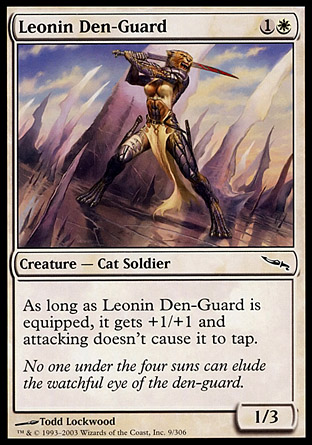 Leonin Den-Guard 1
Creature — Cat Soldier
As long as Leonin Den-Guard is
equipped, it gets +1/+1 and
attacking doesn't cause it to tap.
No one under the four suns can elude
the watchful eye of the den-guard.
Todd Lockwood
™ & © 1993-2003 Wizards of the Coast, Inc. 9/306
1/3